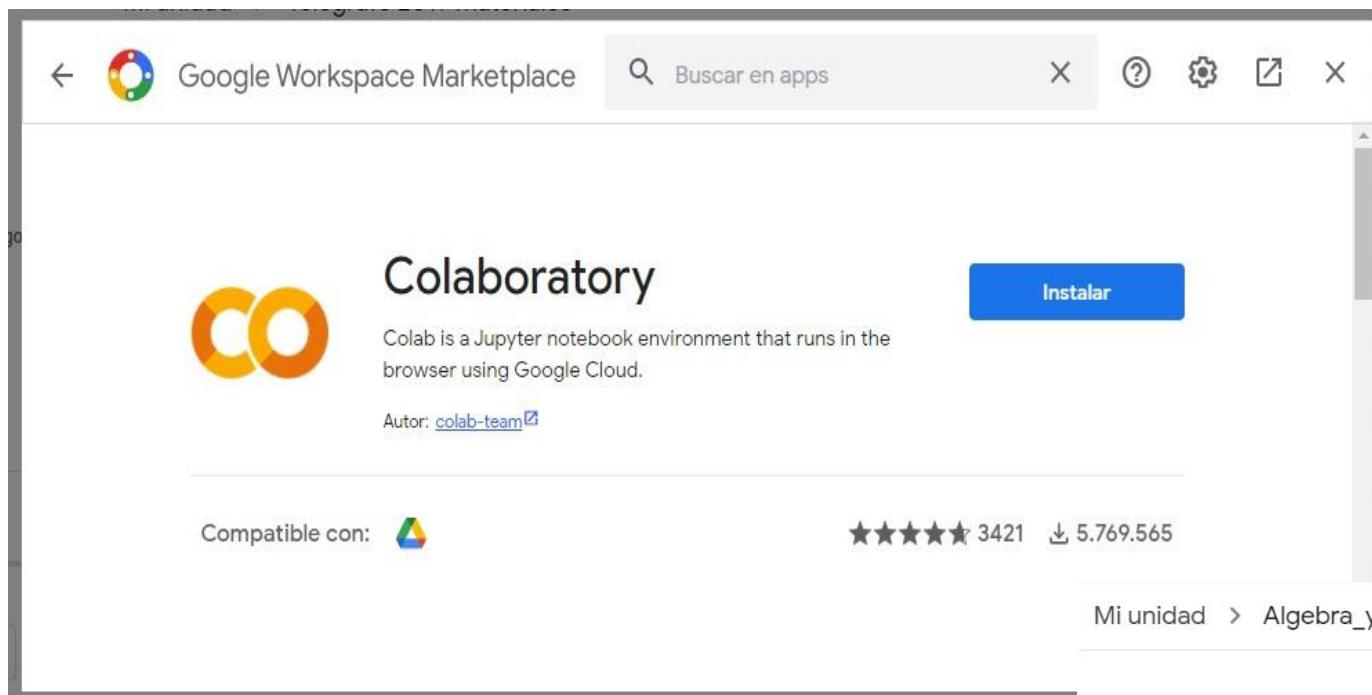 Google Workspace Marketplace
Buscar en apps
Colaboratory
Instalar
Colab is a Jupyter notebook environment that runs in the
browser using Google Cloud.
Autor: colab-team
Compatible con:
3421 5.769.565
Mi unidad > Algebra_y